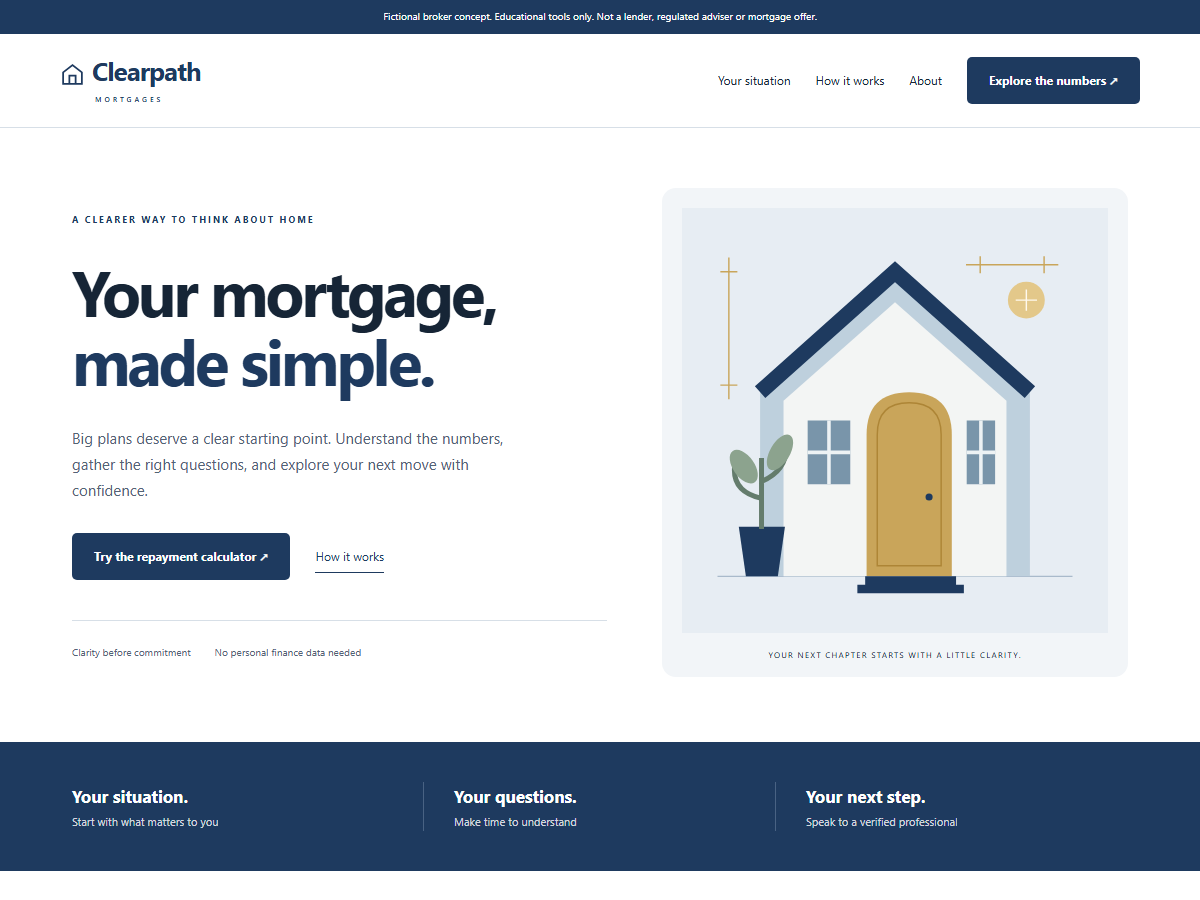 Fictional broker concept. Educational tools only. Not a lender, regulated adviser or mortgage offer.
Clearpath
MORTGAGES
Your situation
How it works
About
Explore the numbers ↗
A CLEARER WAY TO THINK ABOUT HOME
Your mortgage,
made simple.
Big plans deserve a clear starting point. Understand the numbers,
gather the right questions, and explore your next move with
confidence.
Try the repayment calculator ↗
How it works
Clarity before commitment
No personal finance data needed
YOUR NEXT CHAPTER STARTS WITH A LITTLE CLARITY.
Your situation.
Start with what matters to you
Your questions.
Make time to understand
Your next step.
Speak to a verified professional